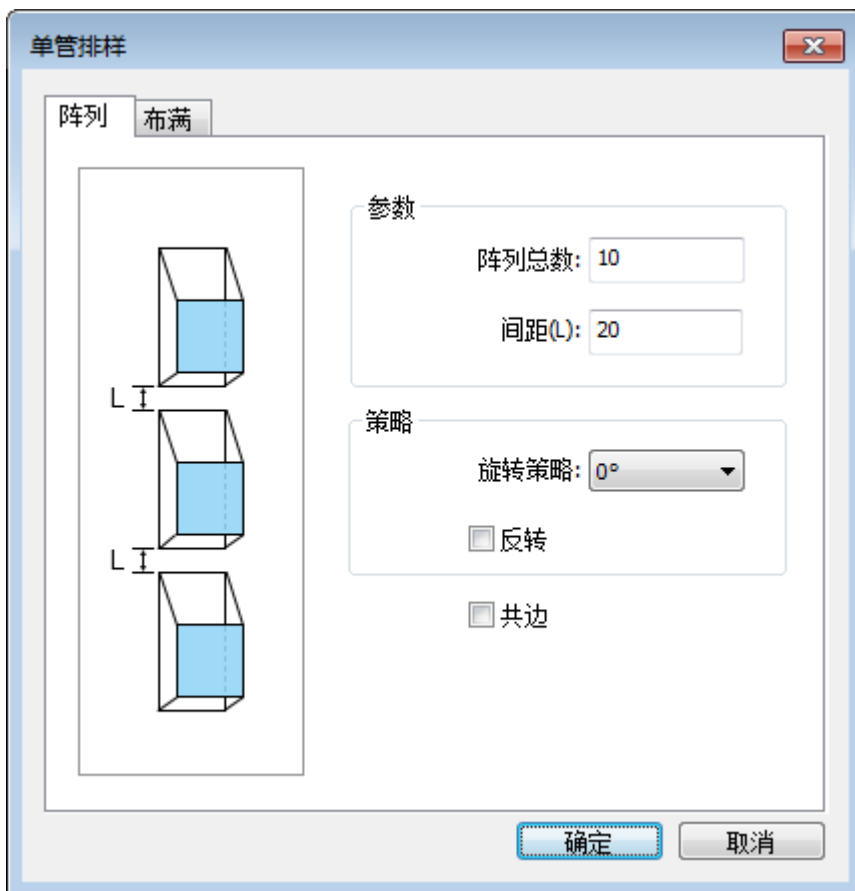 单管排样
阵列 布满
参数
阵列总数: 10
间距(L): 20
L
策略
旋转策略: 0°
反转
L
共边
确定 取消